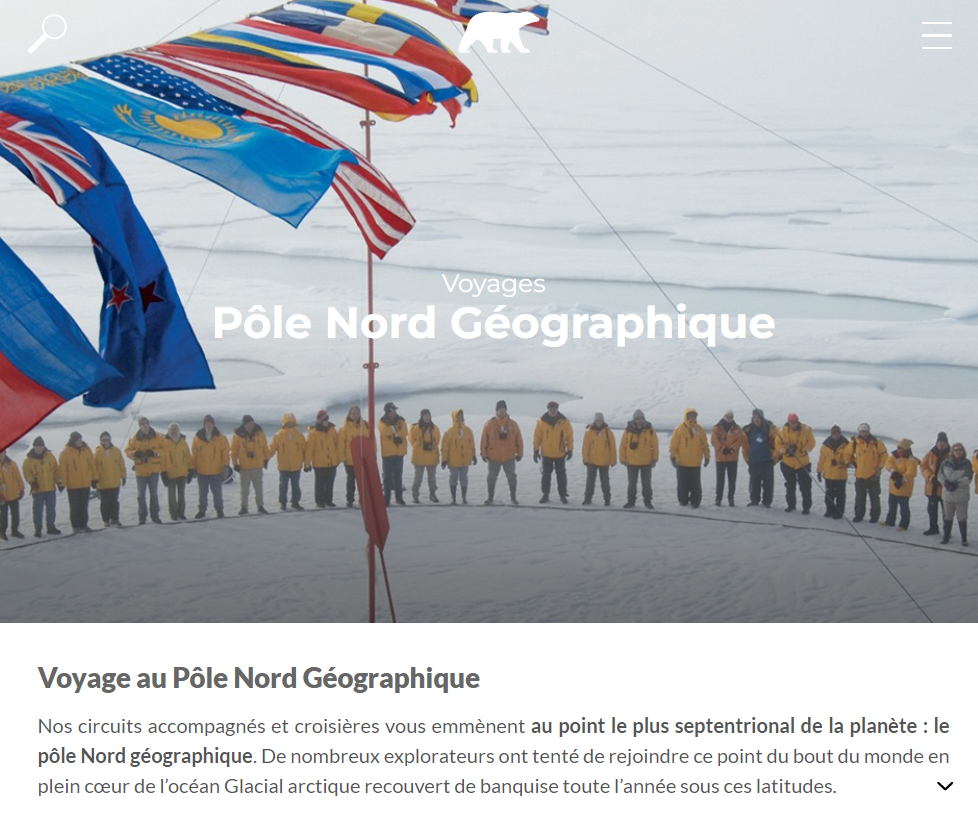 Voyages
Pôle Nord Géographique
Voyage au Pôle Nord Géographique
Nos circuits accompagnés et croisières vous emmènent au point le plus septentrional de la planète : le
pôle Nord géographique. De nombreux explorateurs ont tenté de rejoindre ce point du bout du monde en
plein cœur de l’océan Glacial arctique recouvert de banquise toute l’année sous ces latitudes.